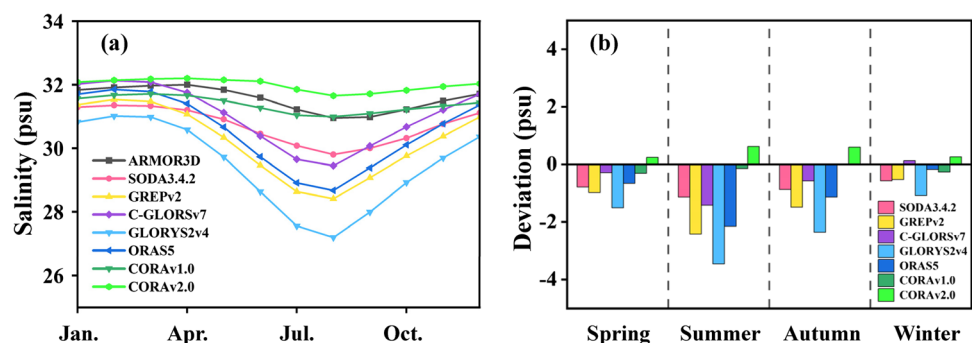 (a)
Salinity (psu)
34
32
30
28
26
ARMOR3D
SODA3.4.2
GREPv2
C-GLORSv7
GLORYS2v4
ORAS5
CORAv1.0
CORAv2.0
Jan.
Apr.
Jul.
Oct.
(b)
Deviation (psu)
4
2
0
-2
-4
SODA3.4.2
GREPv2
C-GLORSv7
GLORYS2v4
ORAS5
CORAv1.0
CORAv2.0
Spring
Summer
Autumn
Winter